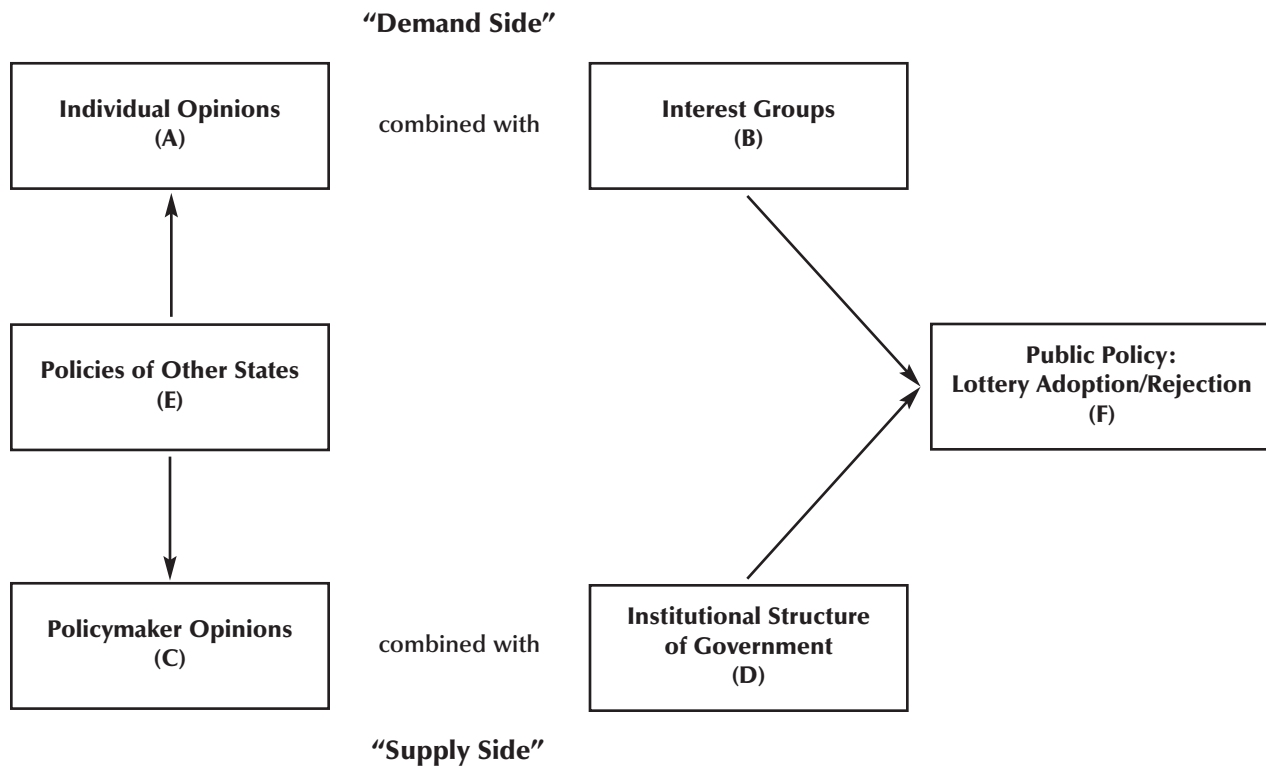 “Demand Side”
Individual Opinions
(A)
combined with
Interest Groups
(B)
Policies of Other States
(E)
Public Policy:
Lottery Adoption/Rejection
(F)
Policymaker Opinions
(C)
combined with
Institutional Structure
of Government
(D)
“Supply Side”